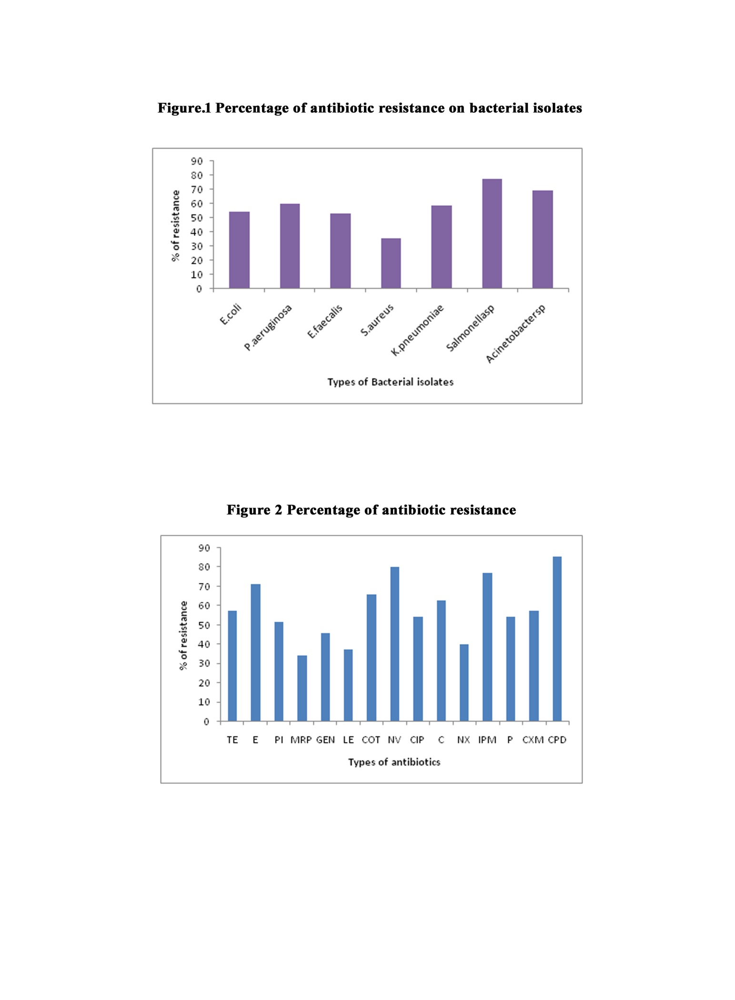 Figure.1 Percentage of antibiotic resistance on bacterial isolates
90
80
70
60
50
40
30
20
10
0
% of resistance
E.coli
P.aeruginosa
E.faecalis
S.aureus
K.pneumoniae
Salmonellasp
Acinetobactersp
Types of Bacterial isolates
Figure 2 Percentage of antibiotic resistance
90
80
70
60
50
40
30
20
10
0
% of resistance
TE E PI MRP GEN LE COT NV CIP C NX IPM P CXM CPD
Types of antibiotics